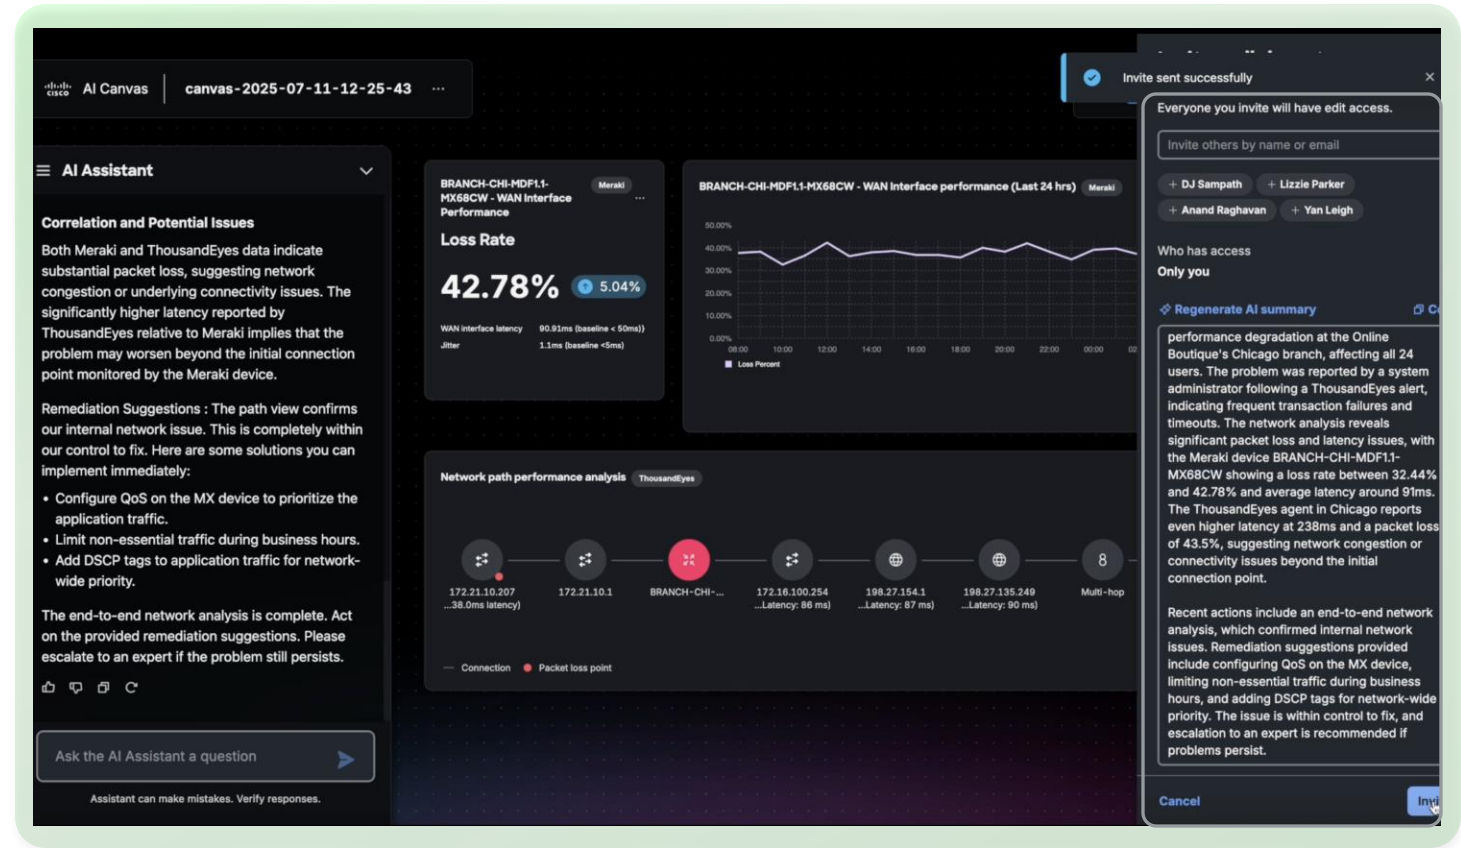 cisco AI Canvas canvas-2025-07-11-12-25-43 ...
AI Assistant
Correlation and Potential Issues
Both Meraki and ThousandEyes data indicate
substantial packet loss, suggesting network
congestion or underlying connectivity issues. The
significantly higher latency reported by
ThousandEyes relative to Meraki implies that the
problem may worsen beyond the initial connection
point monitored by the Meraki device.
Remediation Suggestions : The path view confirms
our internal network issue. This is completely within
our control to fix. Here are some solutions you can
implement immediately:
• Configure QoS on the MX device to prioritize the
application traffic.
• Limit non-essential traffic during business hours.
• Add DSCP tags to application traffic for network-
wide priority.
The end-to-end network analysis is complete. Act
on the provided remediation suggestions. Please
escalate to an expert if the problem still persists.
Ask the AI Assistant a question
Assistant can make mistakes. Verify responses.
BRANCH-CHI-MDF1.1- Meraki
MX68CW - WAN Interface ...
Performance
Loss Rate
42.78% 5.04%
WAN interface latency 90.91ms (baseline < 50ms))
Jitter 1.1ms (baseline <5ms)
BRANCH-CHI-MDF1.1-MX68CW - WAN Interface performance (Last 24 hrs) Meraki
50.00%
40.00%
30.00%
20.00%
10.00%
0.00%
08:00 10:00 12:00 14:00 16:00 18:00 20:00 22:00 00:00 02
Loss Percent
Network path performance analysis ThousandEyes
8
172.21.10.207 172.21.10.1 BRANCH-CHI-... 172.16.100.254 198.27.154.1 198.27.135.249 Multi-hop
...38.0ms latency) ...Latency: 86 ms) ...Latency: 87 ms) ...Latency: 90 ms)
Connection Packet loss point
Invite sent successfully
Everyone you invite will have edit access.
Invite others by name or email
+ DJ Sampath + Lizzie Parker
+ Anand Raghavan + Yan Leigh
Who has access
Only you
Regenerate AI summary
performance degradation at the Online
Boutique's Chicago branch, affecting all 24
users. The problem was reported by a system
administrator following a ThousandEyes alert,
indicating frequent transaction failures and
timeouts. The network analysis reveals
significant packet loss and latency issues, with
the Meraki device BRANCH-CHI-MDF1.1-
MX68CW showing a loss rate between 32.44%
and 42.78% and average latency around 91ms.
The ThousandEyes agent in Chicago reports
even higher latency at 238ms and a packet loss
of 43.5%, suggesting network congestion or
connectivity issues beyond the initial
connection point.
Recent actions include an end-to-end network
analysis, which confirmed internal network
issues. Remediation suggestions provided
include configuring QoS on the MX device,
limiting non-essential traffic during business
hours, and adding DSCP tags for network-wide
priority. The issue is within control to fix, and
escalation to an expert is recommended if
problems persist.
Cancel